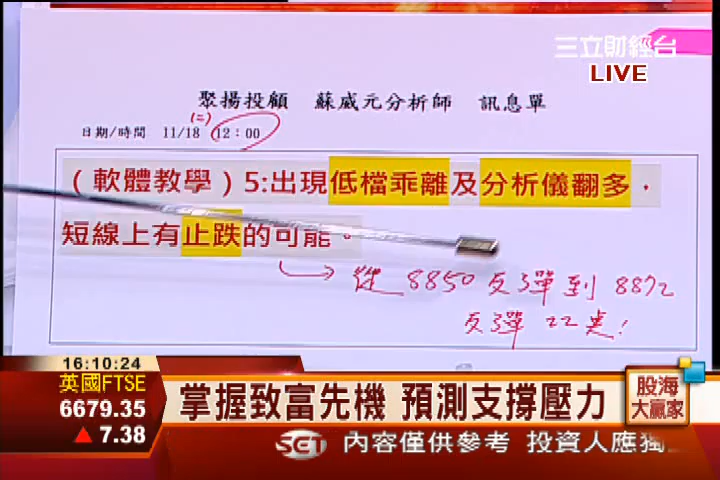 三立財經台
LIVE
聚揚投顧 蘇威元分析師 訊息單
(二)
日期/時間 11/18 12:00
(軟體教學)5:出現低檔乖離及分析儀翻多，
短線上有止跌的可能。
從 8850 反彈到 8872
反彈 22 點!
16:10:24
英國FTSE
6679.35
▲ 7.38
掌握致富先機 預測支撐壓力
股海
大贏家
SET 內容僅供參考 投資人應獨